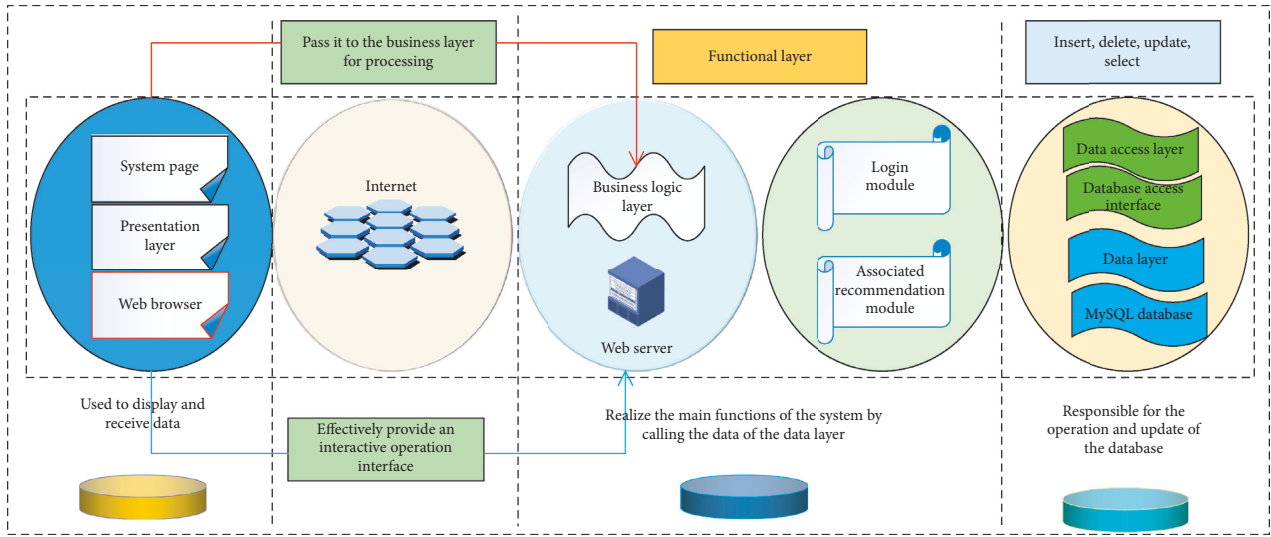 Pass it to the business layer
for processing
Functional layer
Insert, delete, update,
select
System page
Presentation
layer
Web browser
Internet
Business logic
layer
Web server
Login
module
Associated
recommendation
module
Data access layer
Database access
interface
Data layer
MySQL database
Used to display and
receive data
Effectively provide an
interactive operation
interface
Realize the main functions of the system by
calling the data of the data layer
Responsible for the
operation and update of
the database